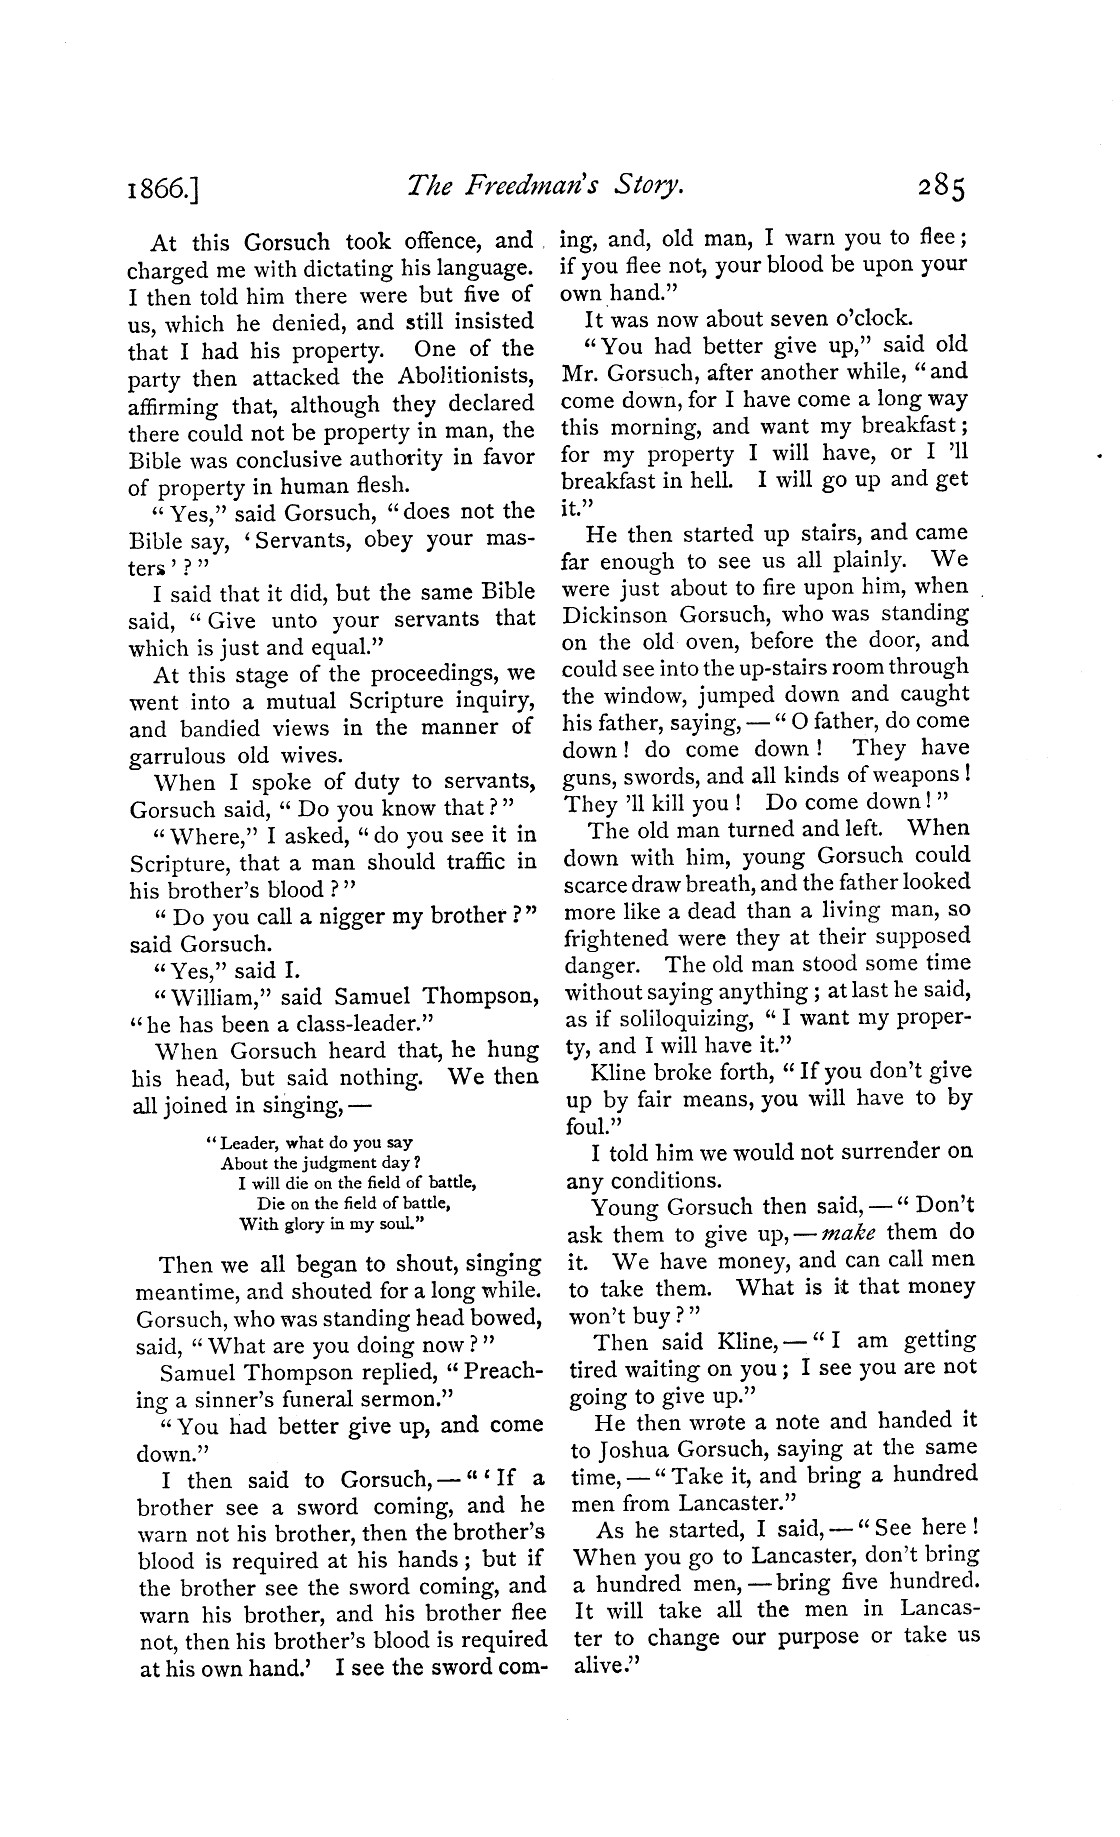 1866.] The Freedman's Story. 285
At this Gorsuch took offence, and
charged me with dictating his language.
I then told him there were but five of
us, which he denied, and still insisted
that I had his property. One of the
party then attacked the Abolitionists,
affirming that, although they declared
there could not be property in man, the
Bible was conclusive authority in favor
of property in human flesh.
"Yes," said Gorsuch, "does not the
Bible say, 'Servants, obey your mas-
ters'?"
I said that it did, but the same Bible
said, "Give unto your servants that
which is just and equal."
At this stage of the proceedings, we
went into a mutual Scripture inquiry,
and bandied views in the manner of
garrulous old wives.
When I spoke of duty to servants,
Gorsuch said, "Do you know that?"
"Where," I asked, "do you see it in
Scripture, that a man should traffic in
his brother's blood?"
"Do you call a nigger my brother?"
said Gorsuch.
"Yes," said I.
"William," said Samuel Thompson,
"he has been a class-leader."
When Gorsuch heard that, he hung
his head, but said nothing. We then
all joined in singing,—
"Leader, what do you say
About the judgment day?
I will die on the field of battle,
Die on the field of battle,
With glory in my soul."
Then we all began to shout, singing
meantime, and shouted for a long while.
Gorsuch, who was standing head bowed,
said, "What are you doing now?"
Samuel Thompson replied, "Preach-
ing a sinner's funeral sermon."
"You had better give up, and come
down."
I then said to Gorsuch,—"'If a
brother see a sword coming, and he
warn not his brother, then the brother's
blood is required at his hands; but if
the brother see the sword coming, and
warn his brother, and his brother flee
not, then his brother's blood is required
at his own hand.' I see the sword com-
ing, and, old man, I warn you to flee;
if you flee not, your blood be upon your
own hand."
It was now about seven o'clock.
"You had better give up," said old
Mr. Gorsuch, after another while, "and
come down, for I have come a long way
this morning, and want my breakfast;
for my property I will have, or I 'll
breakfast in hell. I will go up and get
it."
He then started up stairs, and came
far enough to see us all plainly. We
were just about to fire upon him, when
Dickinson Gorsuch, who was standing
on the old oven, before the door, and
could see into the up-stairs room through
the window, jumped down and caught
his father, saying,—"O father, do come
down! do come down! They have
guns, swords, and all kinds of weapons!
They 'll kill you! Do come down!"
The old man turned and left. When
down with him, young Gorsuch could
scarce draw breath, and the father looked
more like a dead than a living man, so
frightened were they at their supposed
danger. The old man stood some time
without saying anything; at last he said,
as if soliloquizing, "I want my proper-
ty, and I will have it."
Kline broke forth, "If you don't give
up by fair means, you will have to by
foul."
I told him we would not surrender on
any conditions.
Young Gorsuch then said,—"Don't
ask them to give up,—make them do
it. We have money, and can call men
to take them. What is it that money
won't buy?"
Then said Kline,—"I am getting
tired waiting on you; I see you are not
going to give up."
He then wrote a note and handed it
to Joshua Gorsuch, saying at the same
time,—"Take it, and bring a hundred
men from Lancaster."
As he started, I said,—"See here!
When you go to Lancaster, don't bring
a hundred men,—bring five hundred.
It will take all the men in Lancas-
ter to change our purpose or take us
alive."